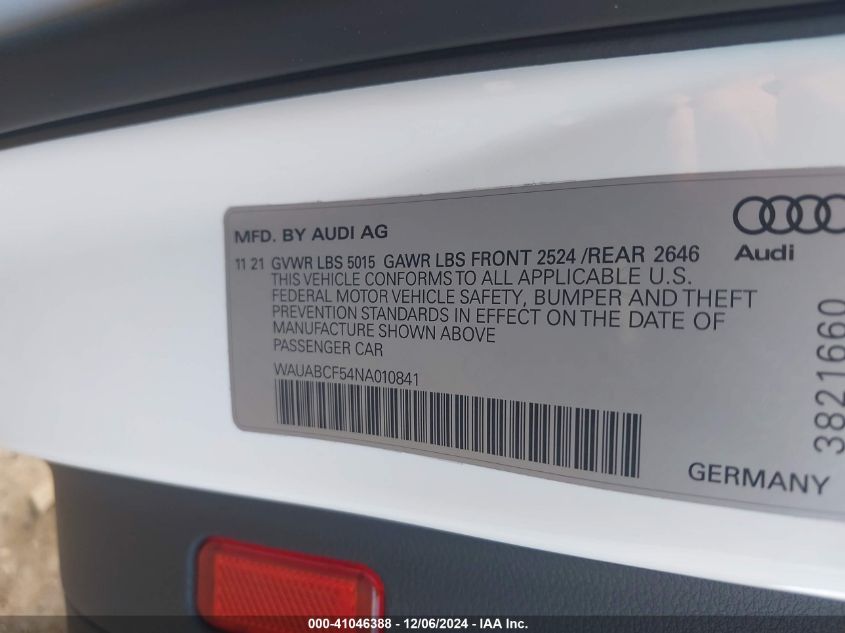 MFD. BY AUDI AG
Audi
11 21 GVWR LBS 5015 GAWR LBS FRONT 2524 /REAR 2646
THIS VEHICLE CONFORMS TO ALL APPLICABLE U.S.
FEDERAL MOTOR VEHICLE SAFETY, BUMPER AND THEFT
PREVENTION STANDARDS IN EFFECT ON THE DATE OF
MANUFACTURE SHOWN ABOVE
PASSENGER CAR
WAUABCF54NA010841
3821660
GERMANY
000-41046388 - 12/06/2024 - IAA Inc.